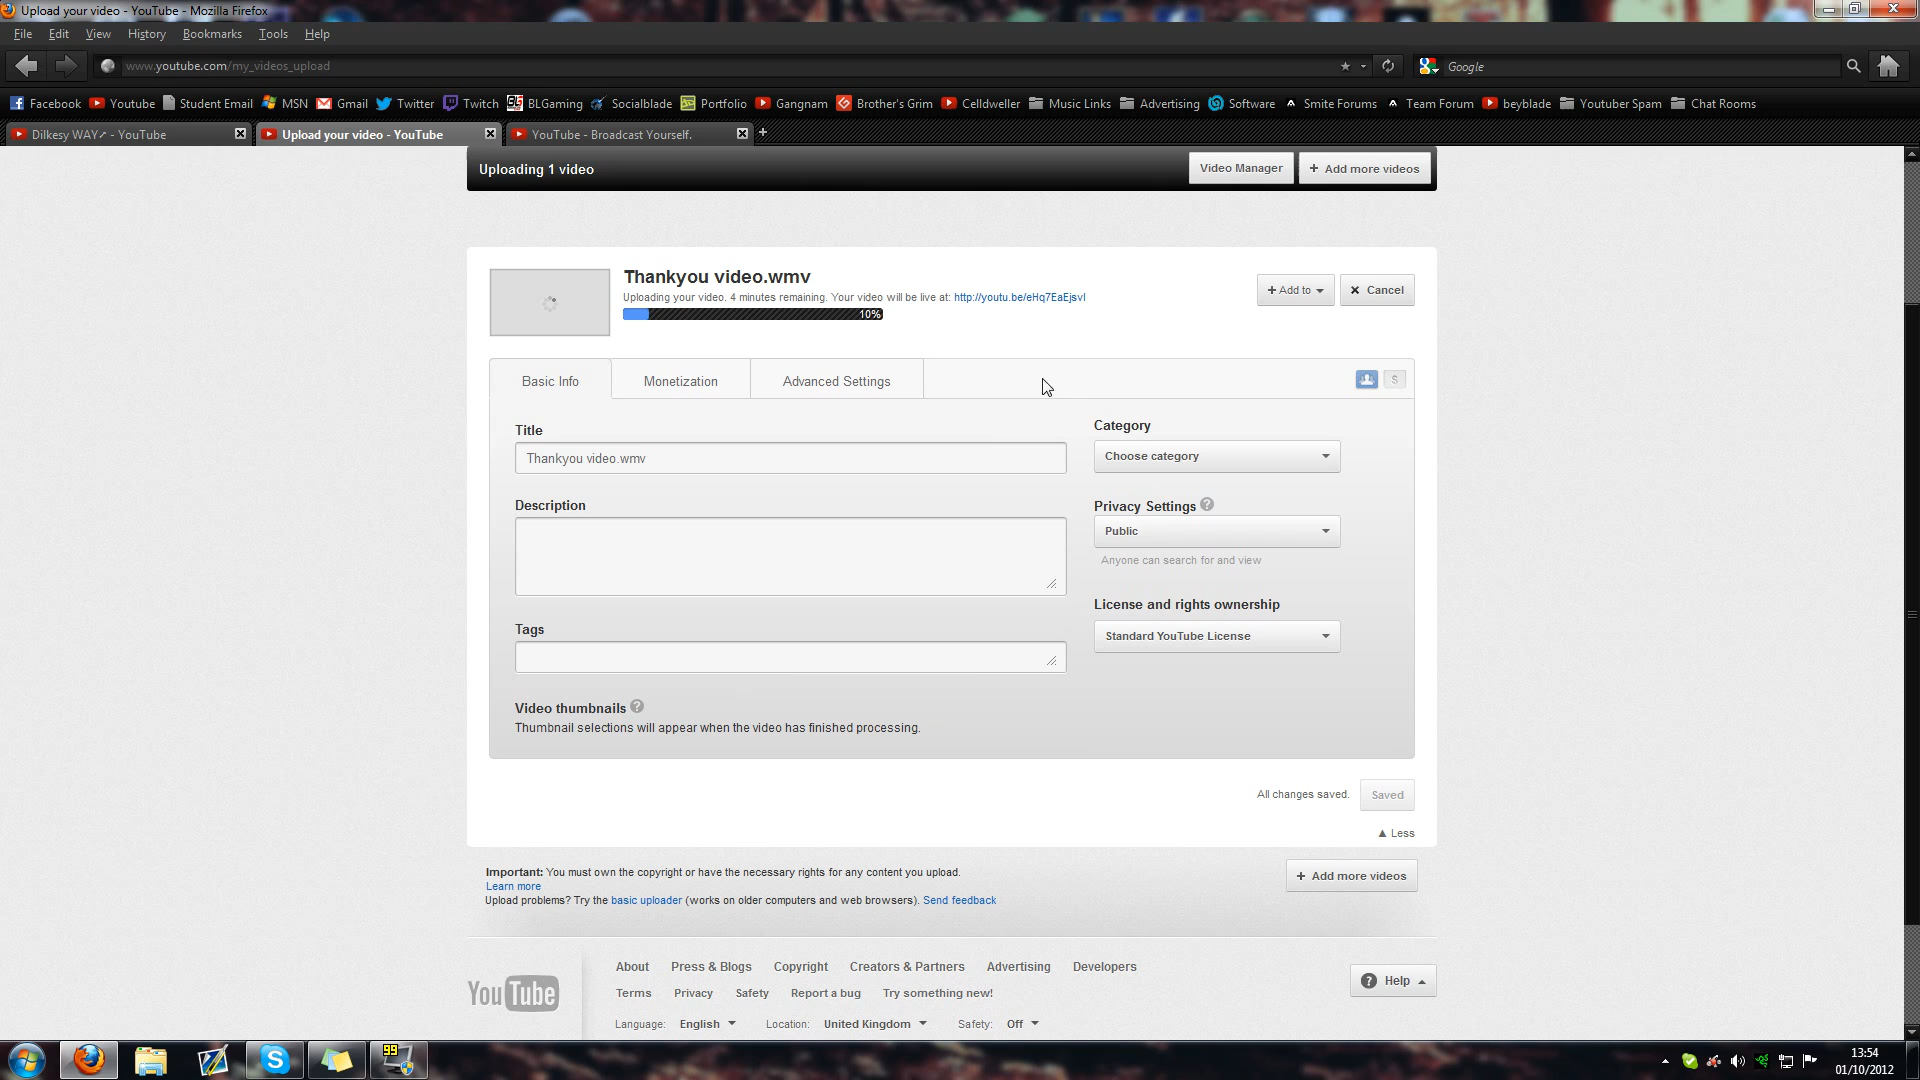 Upload your video - YouTube - Mozilla Firefox
File Edit View History Bookmarks Tools Help
www.youtube.com/my_videos_upload
Google
Facebook Youtube Student Email MSN Gmail Twitter Twitch BLGaming Socialblade Portfolio Gangnam Brother's Grim Celldweller Music Links Advertising Software Smite Forums Team Forum beyblade Youtuber Spam Chat Rooms
Dilkesy WAY - YouTube Upload your video - YouTube YouTube - Broadcast Yourself.
Uploading 1 video Video Manager + Add more videos
Thankyou video.wmv
Uploading your video. 4 minutes remaining. Your video will be live at: http://youtu.be/eHq7EaEjsvI
+ Add to Cancel
10%
Basic Info Monetization Advanced Settings $
Title
Thankyou video.wmv
Category
Choose category
Description
Privacy Settings ?
Public
Anyone can search for and view
License and rights ownership
Standard YouTube License
Tags
Video thumbnails ?
Thumbnail selections will appear when the video has finished processing.
All changes saved. Saved
▲ Less
Important: You must own the copyright or have the necessary rights for any content you upload.
Learn more
Upload problems? Try the basic uploader (works on older computers and web browsers). Send feedback
+ Add more videos
YouTube
About Press & Blogs Copyright Creators & Partners Advertising Developers
Terms Privacy Safety Report a bug Try something new!
Language: English Location: United Kingdom Safety: Off
? Help
99
13:54
01/10/2012